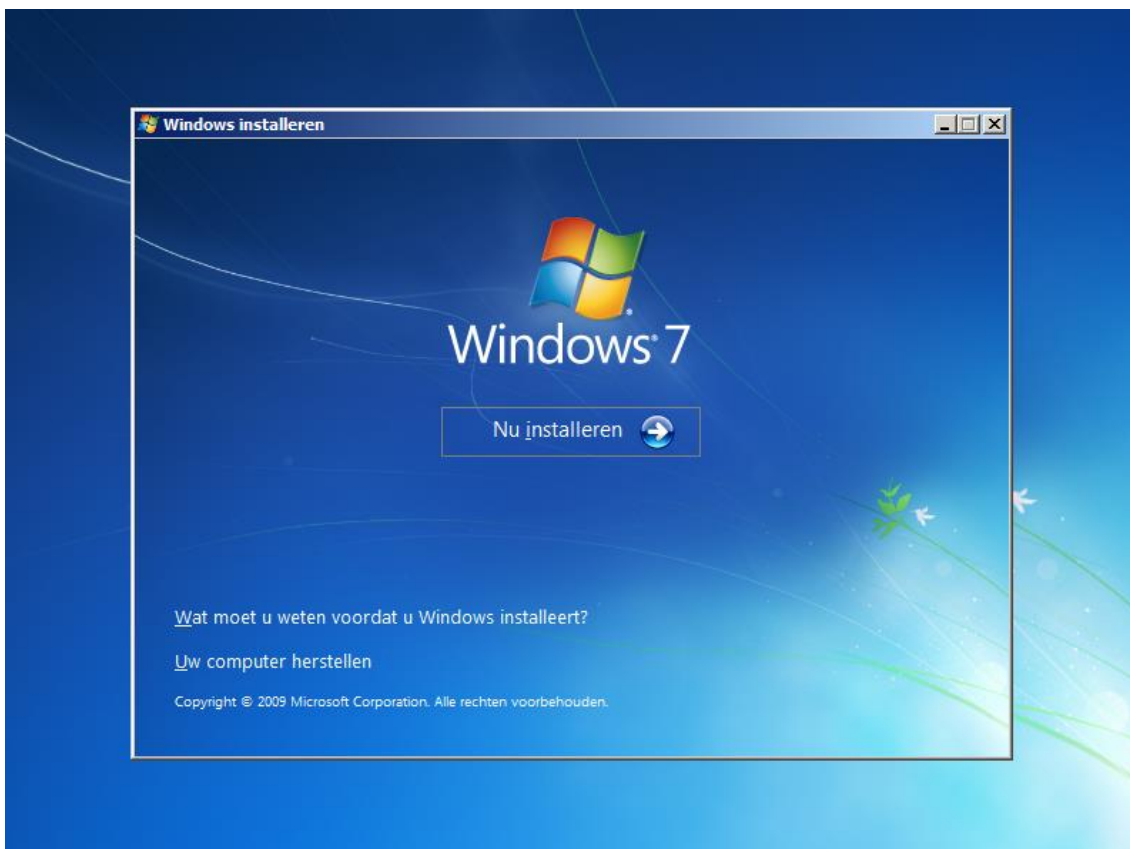 Windows installeren
Windows® 7
Nu installeren
Wat moet u weten voordat u Windows installeert?
Uw computer herstellen
Copyright © 2009 Microsoft Corporation. Alle rechten voorbehouden.